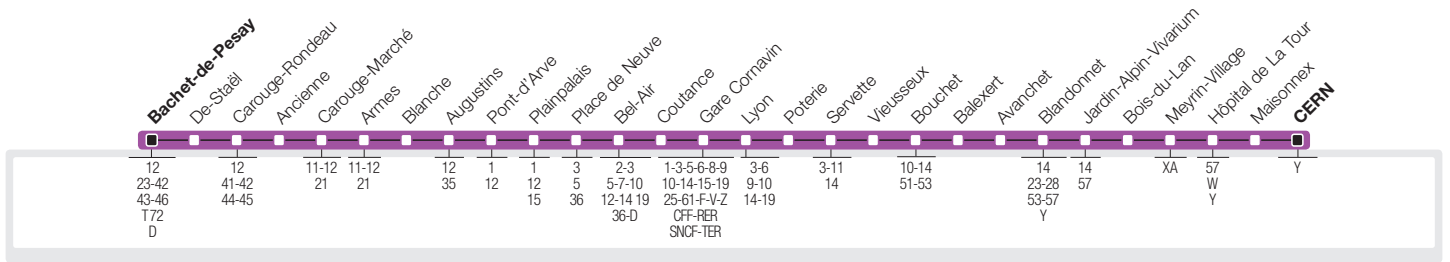 Bachet-de-Pesay
De-Staël
Carouge-Rondeau
Ancienne
Carouge-Marché
Armes
Blanche
Augustins
Pont-d'Arve
Plainpalais
Place de Neuve
Bel-Air
Coutance
Gare Cornavin
Lyon
Poterie
Servette
Vieusseux
Bouchet
Balexert
Avanchet
Blandonnet
Jardin-Alpin-Vivarium
Bois-du-Lan
Meyrin-Village
Hôpital de La Tour
Maisonnex
CERN
12
23-42
43-46
T 72
D
12
41-42
44-45
11-12
21
11-12
21
12
35
1
12
1
12
15
3
5
36
2-3
5-7-10
12-14 19
36-D
1-3-5-6-8-9
10-14-15-19
25-61-F-V-Z
CFF-RER
SNCF-TER
3-6
9-10
14-19
3-11
14
10-14
51-53
14
23-28
53-57
Y
14
57
XA
57
W
Y
Y